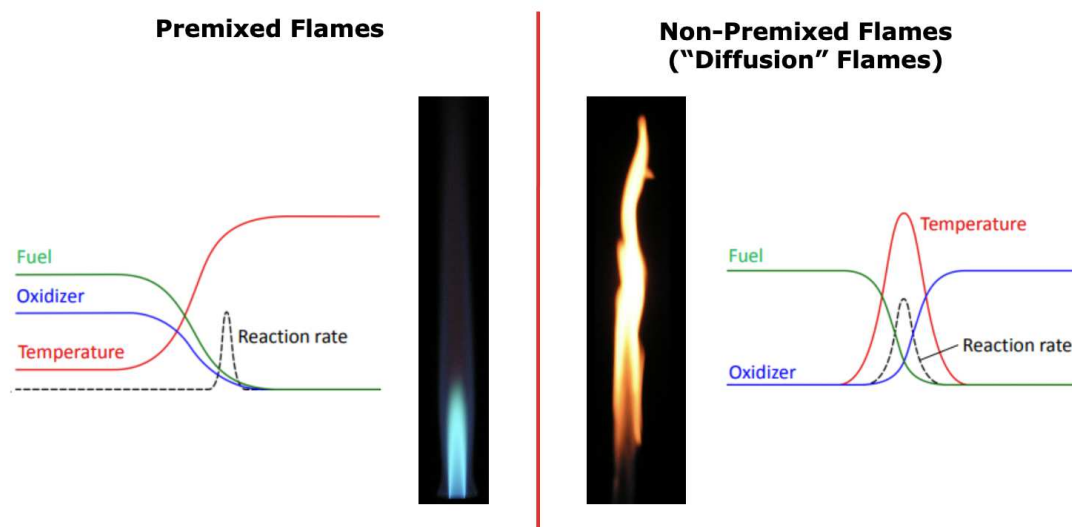 Premixed Flames
Fuel
Oxidizer
Temperature
Reaction rate
Non-Premixed Flames
(“Diffusion” Flames)
Fuel
Temperature
Reaction rate
Oxidizer